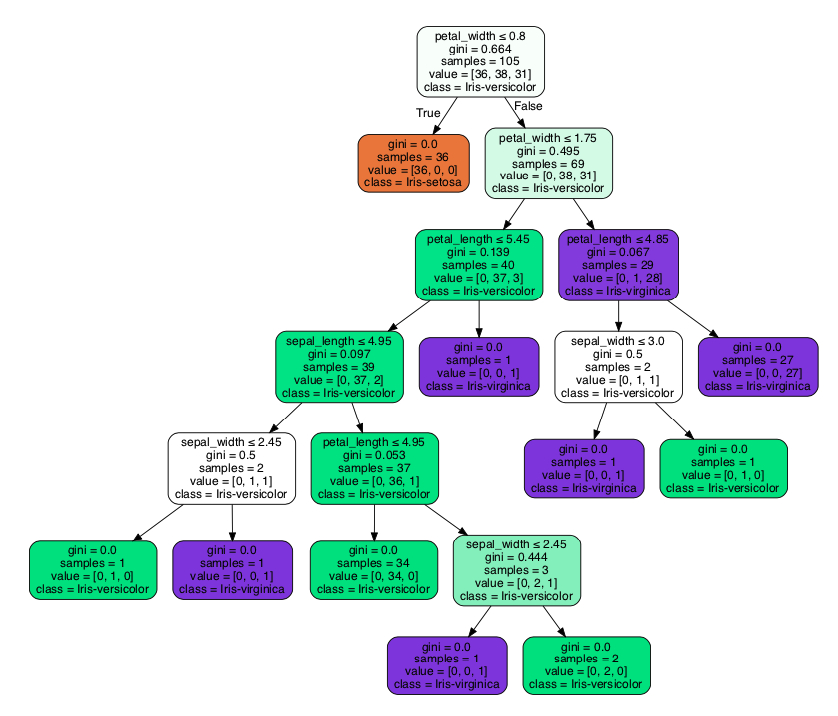 petal_width ≤ 0.8
gini = 0.664
samples = 105
value = [36, 38, 31]
class = Iris-versicolor
True
False
gini = 0.0
samples = 36
value = [36, 0, 0]
class = Iris-setosa
petal_width ≤ 1.75
gini = 0.495
samples = 69
value = [0, 38, 31]
class = Iris-versicolor
petal_length ≤ 5.45
gini = 0.139
samples = 40
value = [0, 37, 3]
class = Iris-versicolor
petal_length ≤ 4.85
gini = 0.067
samples = 29
value = [0, 1, 28]
class = Iris-virginica
sepal_length ≤ 4.95
gini = 0.097
samples = 39
value = [0, 37, 2]
class = Iris-versicolor
gini = 0.0
samples = 1
value = [0, 0, 1]
class = Iris-virginica
sepal_width ≤ 3.0
gini = 0.5
samples = 2
value = [0, 1, 1]
class = Iris-versicolor
gini = 0.0
samples = 27
value = [0, 0, 27]
class = Iris-virginica
sepal_width ≤ 2.45
gini = 0.5
samples = 2
value = [0, 1, 1]
class = Iris-versicolor
petal_length ≤ 4.95
gini = 0.053
samples = 37
value = [0, 36, 1]
class = Iris-versicolor
gini = 0.0
samples = 1
value = [0, 0, 1]
class = Iris-virginica
gini = 0.0
samples = 1
value = [0, 1, 0]
class = Iris-versicolor
gini = 0.0
samples = 1
value = [0, 1, 0]
class = Iris-versicolor
gini = 0.0
samples = 1
value = [0, 0, 1]
class = Iris-virginica
gini = 0.0
samples = 34
value = [0, 34, 0]
class = Iris-versicolor
sepal_width ≤ 2.45
gini = 0.444
samples = 3
value = [0, 2, 1]
class = Iris-versicolor
gini = 0.0
samples = 1
value = [0, 0, 1]
class = Iris-virginica
gini = 0.0
samples = 2
value = [0, 2, 0]
class = Iris-versicolor